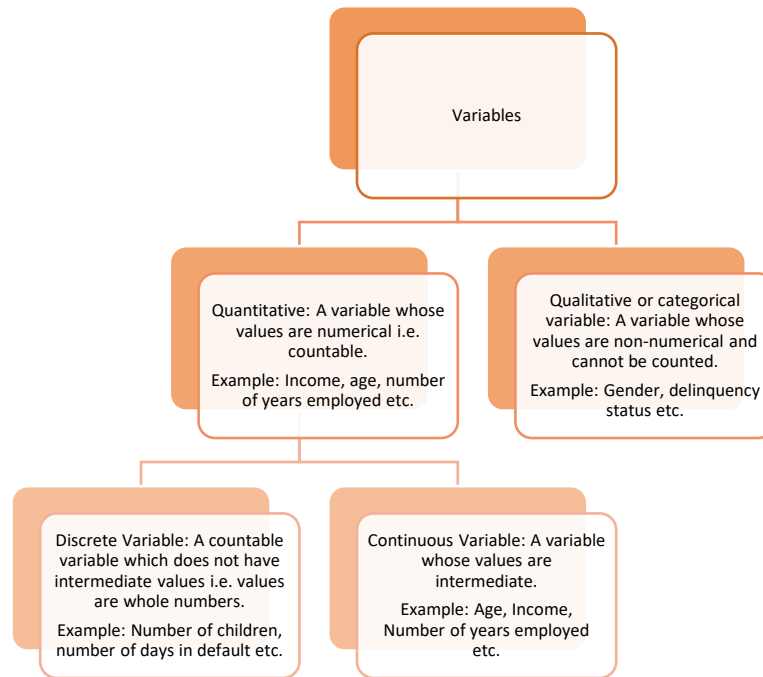 Variables
Quantitative: A variable whose
values are numerical i.e.
countable.
Example: Income, age, number
of years employed etc.
Qualitative or categorical
variable: A variable whose
values are non-numerical and
cannot be counted.
Example: Gender, delinquency
status etc.
Discrete Variable: A countable
variable which does not have
intermediate values i.e. values
are whole numbers.
Example: Number of children,
number of days in default etc.
Continuous Variable: A variable
whose values are
intermediate.
Example: Age, Income,
Number of years employed
etc.